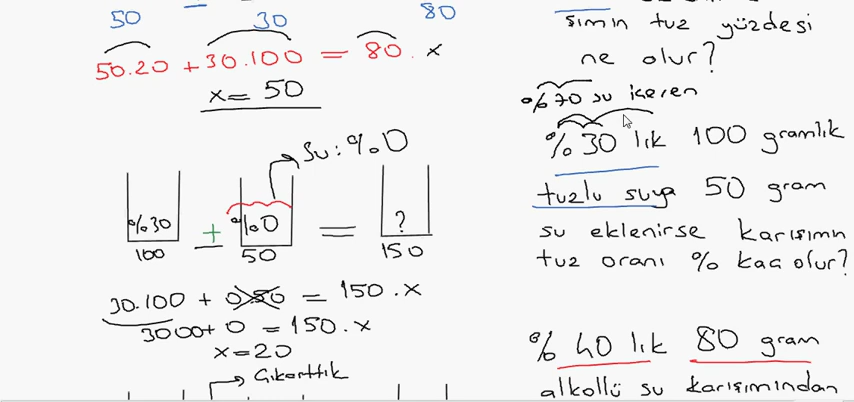 50 30 80
50.20 + 30.100 = 80. x
x = 50
Su: %0
%30 + %0 = ?
100 50 150
30.100 + 0.50 = 150.x
3000 + 0 = 150.x
x = 20
Çıkarttık
şımın tuz yüzdesi
ne olur?
%70 su içeren
%30 luk 100 gramlık
tuzlu suya 50 gram
su eklenirse karışımın
tuz oranı % kaç olur?
% 40 lık 80 gram
alkollü su karışımından